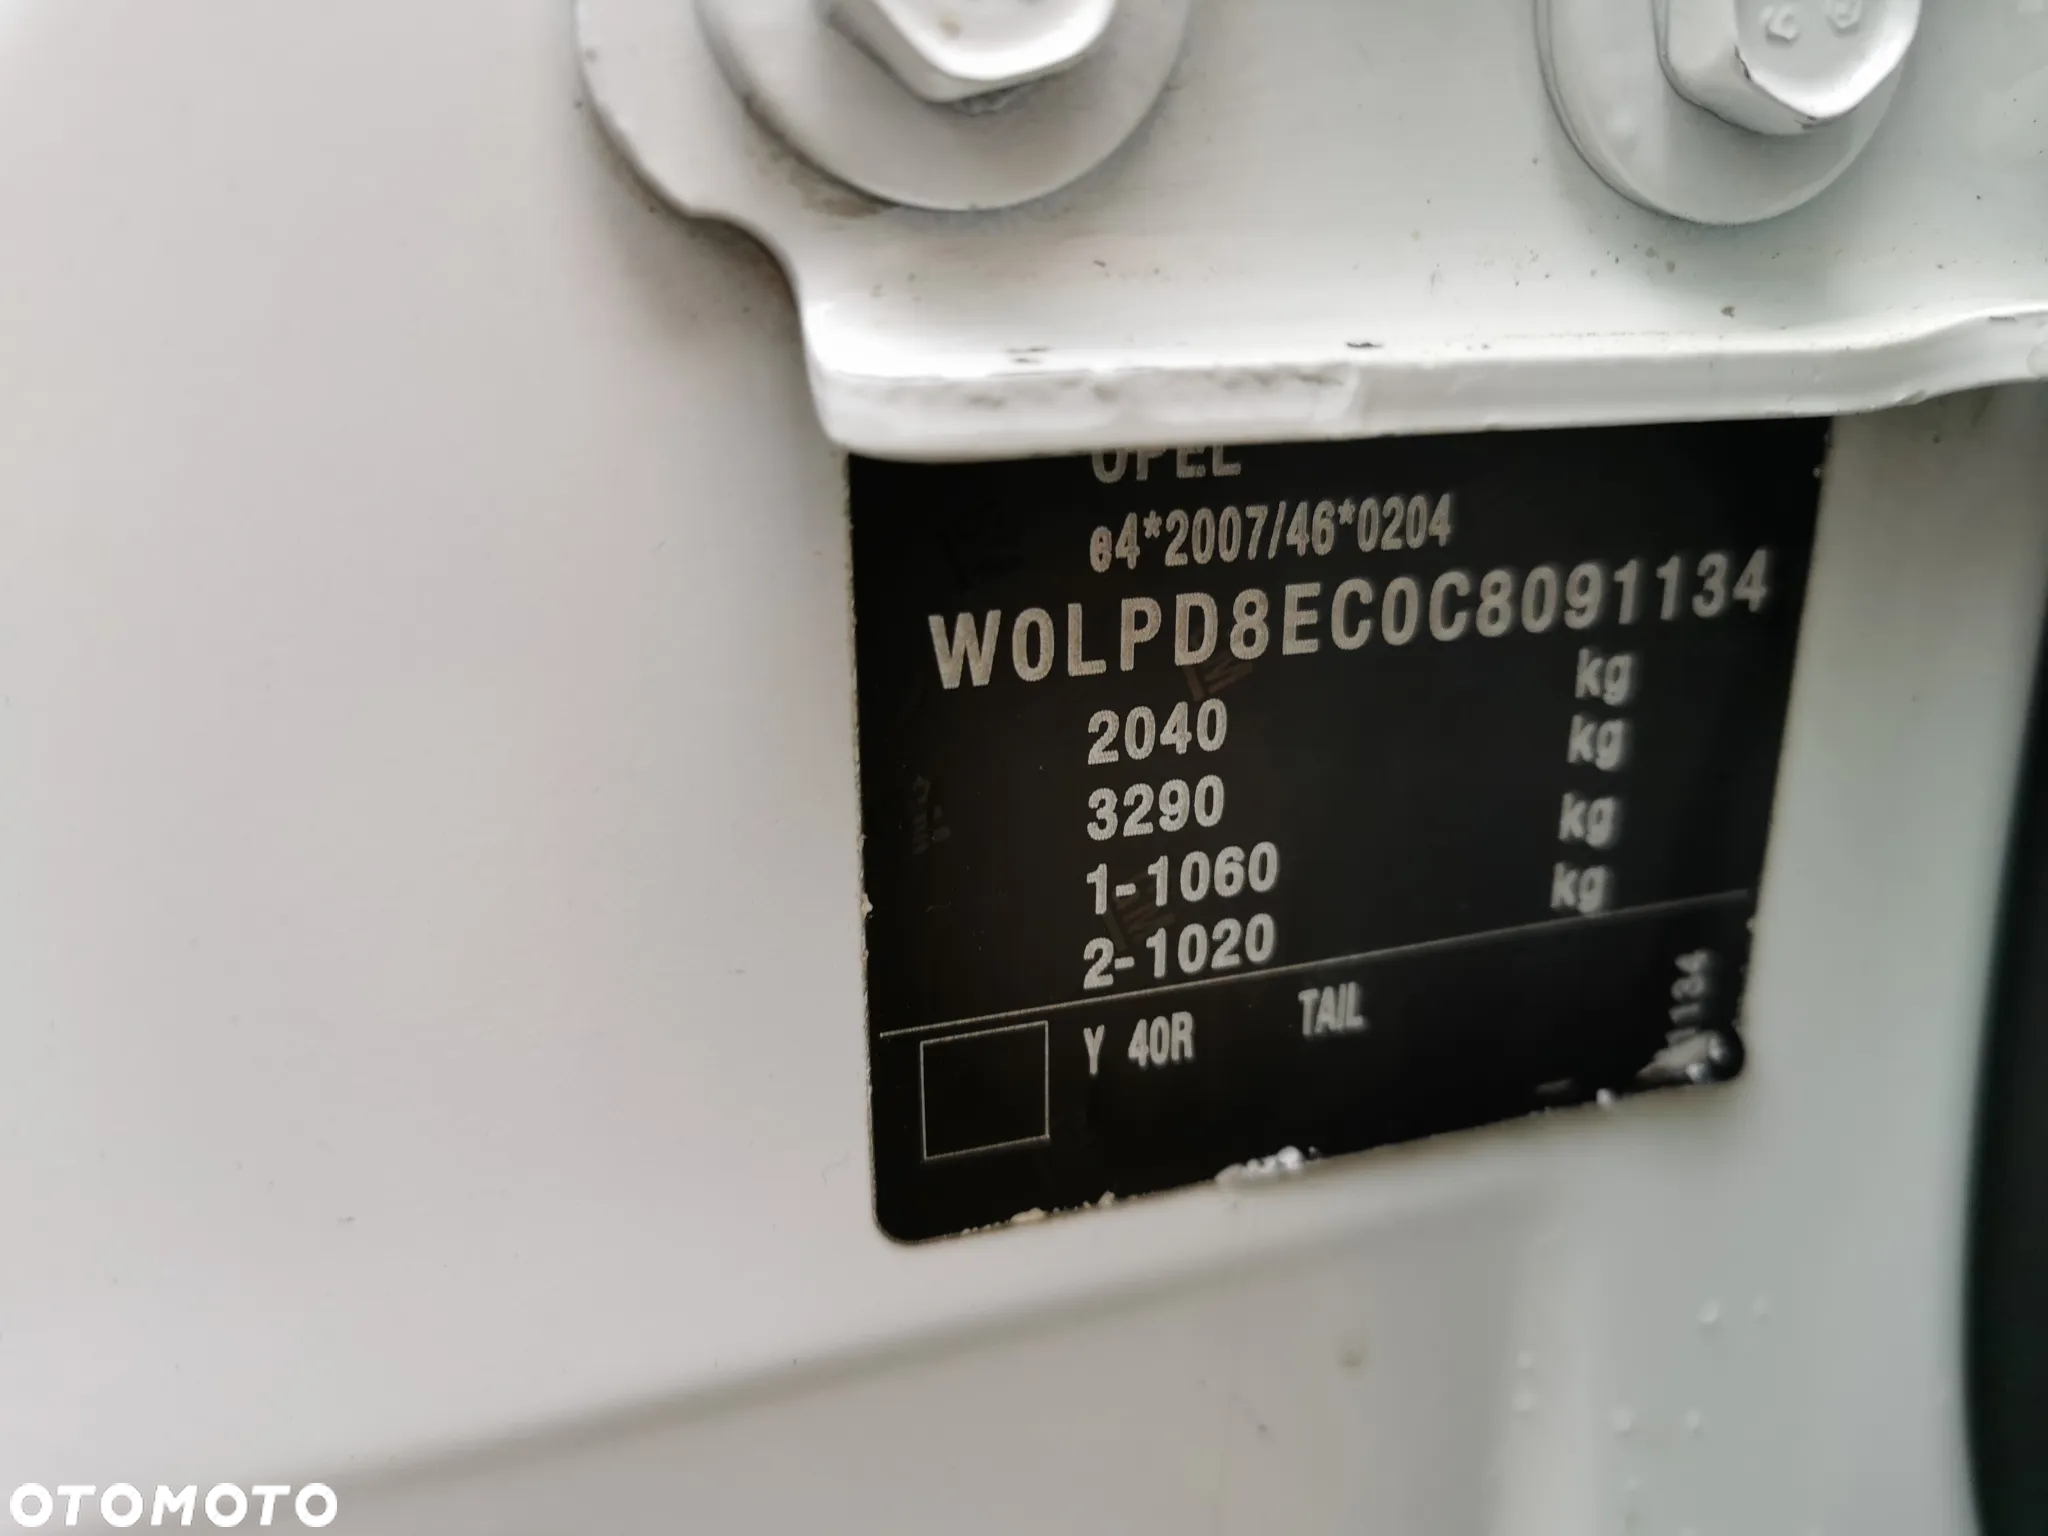 OPEL
e4*2007/46*0204
W0LPD8EC0C8091134
kg
2040 kg
3290 kg
1-1060 kg
2-1020
Y 40R TAIL
1134
OTOMOTO